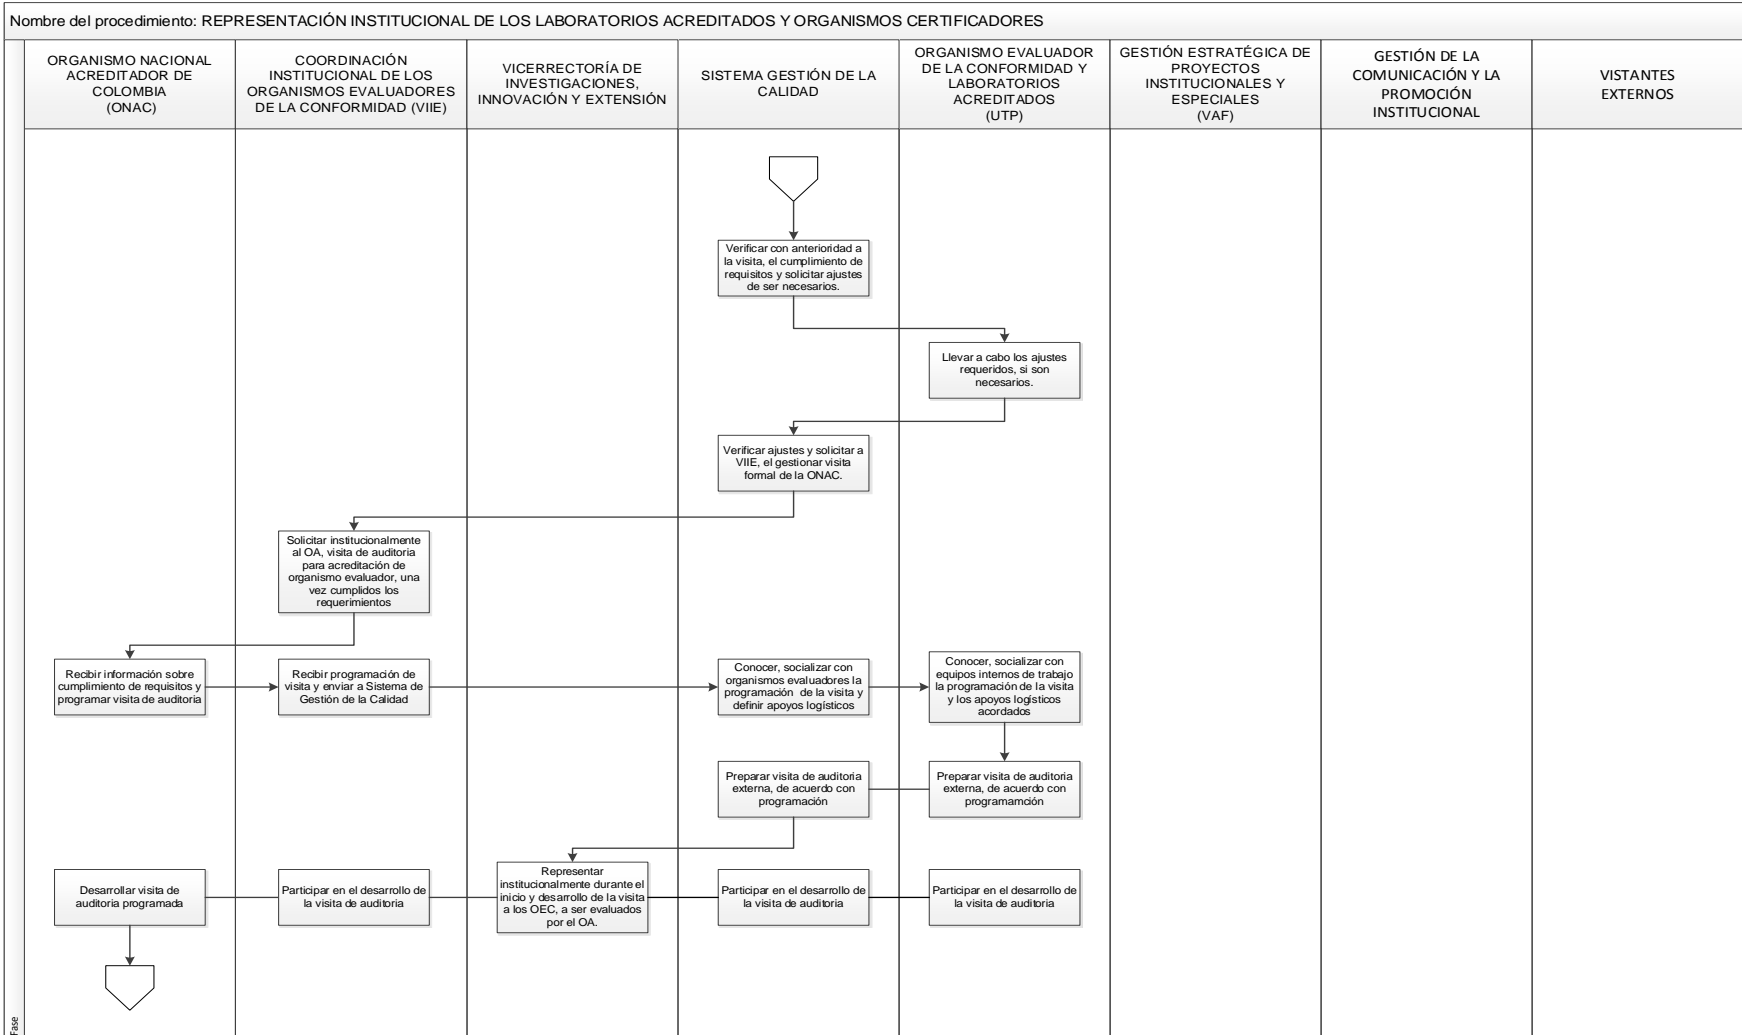 Nombre del procedimiento: REPRESENTACIÓN INSTITUCIONAL DE LOS LABORATORIOS ACREDITADOS Y ORGANISMOS CERTIFICADORES
ORGANISMO NACIONAL
ACREDITADOR DE
COLOMBIA
(ONAC)
COORDINACIÓN
INSTITUCIONAL DE LOS
ORGANISMOS EVALUADORES
DE LA CONFORMIDAD (VIIE)
VICERRECTORÍA DE
INVESTIGACIONES,
INNOVACIÓN Y EXTENSIÓN
SISTEMA GESTIÓN DE LA
CALIDAD
ORGANISMO EVALUADOR
DE LA CONFORMIDAD Y
LABORATORIOS
ACREDITADOS
(UTP)
GESTIÓN ESTRATÉGICA DE
PROYECTOS
INSTITUCIONALES Y
ESPECIALES
(VAF)
GESTIÓN DE LA
COMUNICACIÓN Y LA
PROMOCIÓN
INSTITUCIONAL
VISTANTES
EXTERNOS
Verificar con anterioridad a
la visita, el cumplimiento de
requisitos y solicitar ajustes
de ser necesarios.
Llevar a cabo los ajustes
requeridos, si son
necesarios.
Verificar ajustes y solicitar a
VIIE, el gestionar visita
formal de la ONAC.
Solicitar institucionalmente
al OA, visita de auditoria
para acreditación de
organismo evaluador, una
vez cumplidos los
requerimientos
Recibir información sobre
cumplimiento de requisitos y
programar visita de auditoria
Recibir programación de
visita y enviar a Sistema de
Gestión de la Calidad
Conocer, socializar con
organismos evaluadores la
programación de la visita y
definir apoyos logísticos
Conocer, socializar con
equipos internos de trabajo
la programación de la visita
y los apoyos logísticos
acordados
Preparar visita de auditoria
externa, de acuerdo con
programación
Preparar visita de auditoria
externa, de acuerdo con
programamción
Desarrollar visita de
auditoria programada
Participar en el desarrollo de
la visita de auditoria
Representar
institucionalmente durante el
inicio y desarrollo de la visita
a los OEC, a ser evaluados
por el OA.
Participar en el desarrollo de
la visita de auditoria
Participar en el desarrollo de
la visita de auditoria
Fase